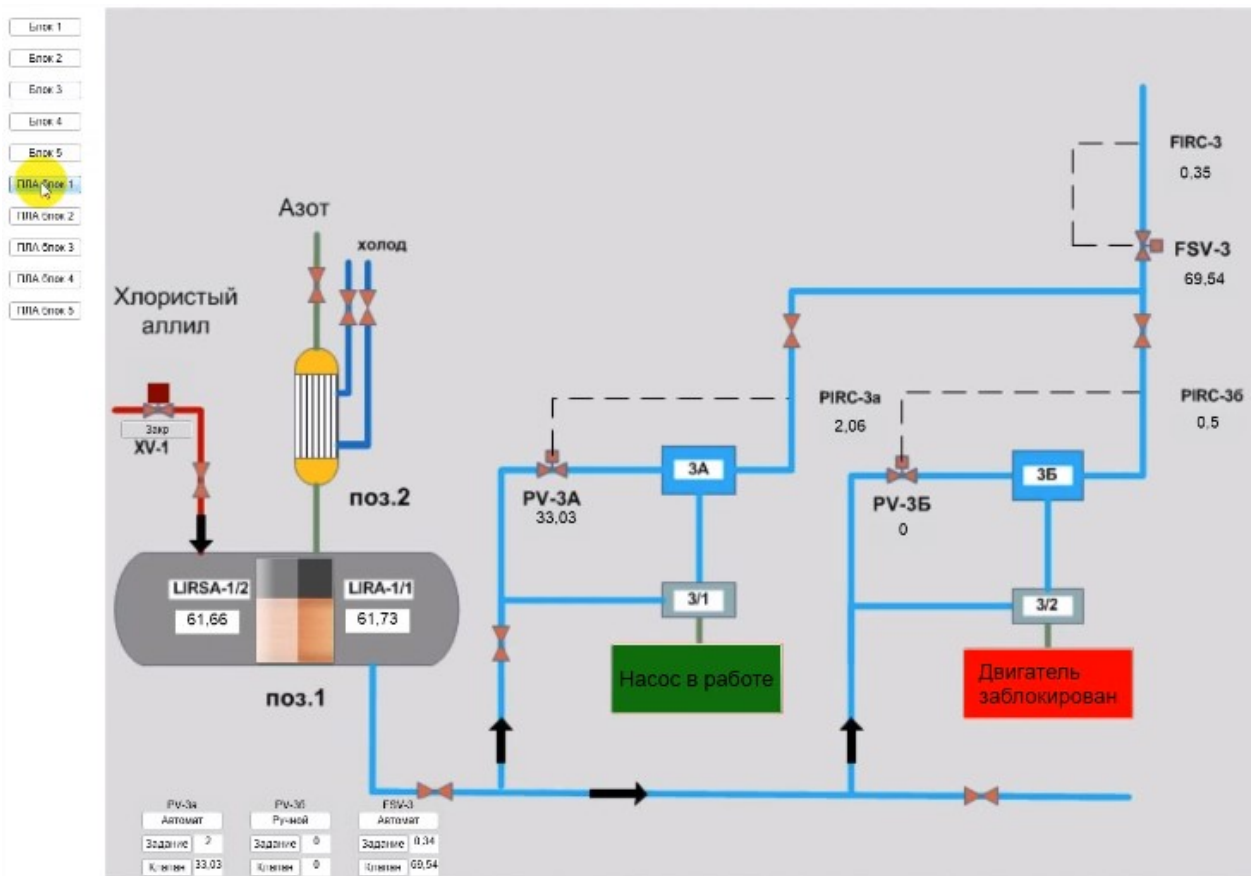 Блок 1
Блок 2
Блок 3
Блок 4
Блок 5
ПЛА блок 1
ПЛА блок 2
ПЛА блок 3
ПЛА блок 4
ПЛА блок 5
FIRC-3
0,35
FSV-3
69,54
Азот
холод
Хлористый
аллил
Закр
XV-1
поз.2
PIRC-3а
2,06
PIRC-3б
0,5
3А
3Б
PV-3А
33,03
PV-3Б
0
LIRSA-1/2
61,66
LIRA-1/1
61,73
3/1
3/2
Насос в работе
Двигатель
заблокирован
поз.1
PV-3а
Автомат
Задание 2
Клапан 33,03
PV-3б
Ручной
Задание 0
Клапан 0
FSV-3
Автомат
Задание 0,34
Клапан 69,54